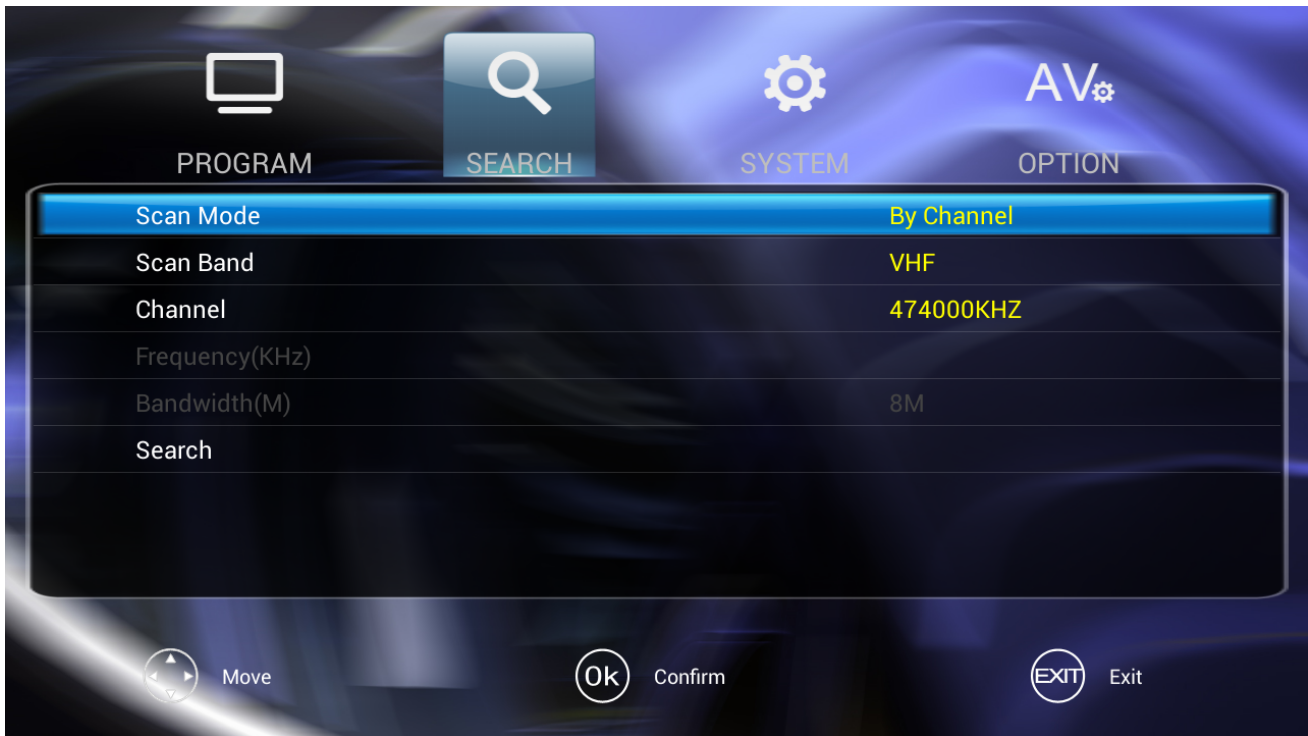 AV
PROGRAM SEARCH SYSTEM OPTION
Scan Mode By Channel
Scan Band VHF
Channel 474000KHZ
Frequency(KHz)
Bandwidth(M) 8M
Search
Move Ok Confirm EXIT Exit